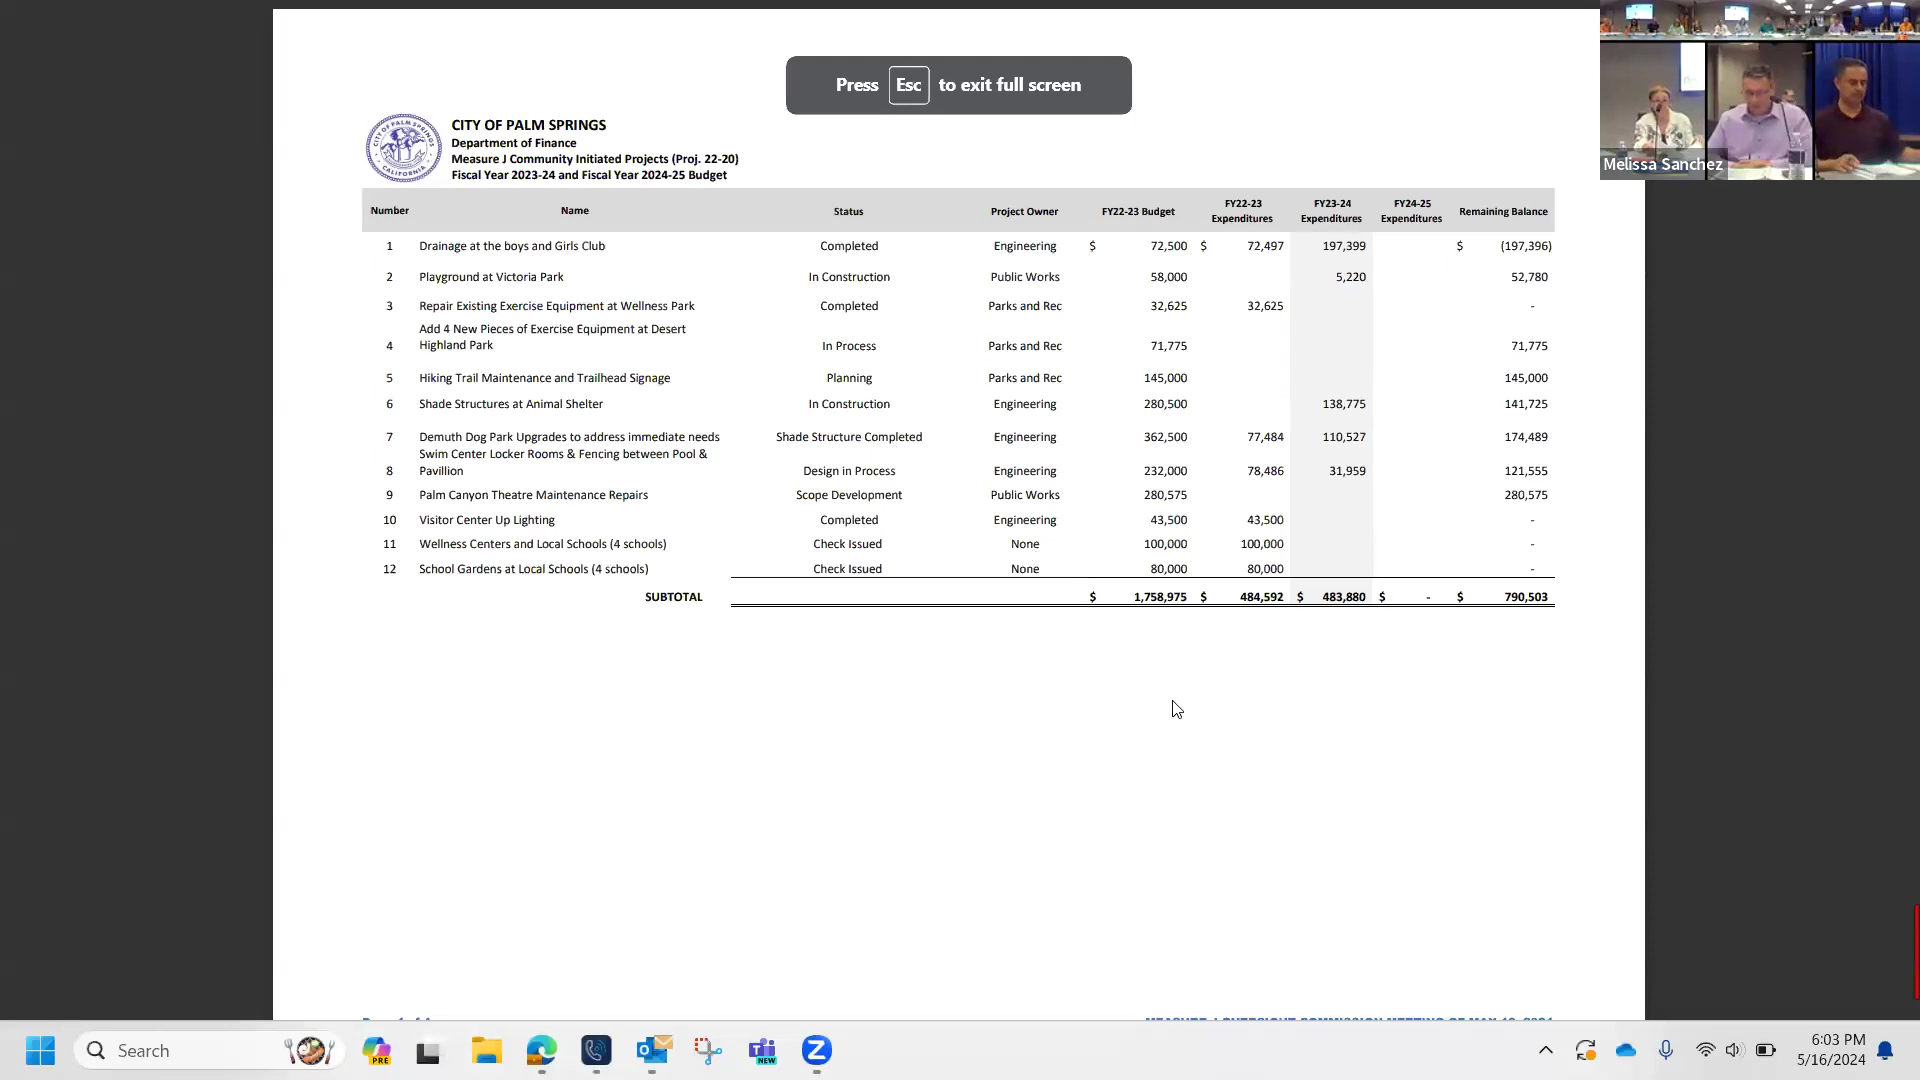 Press Esc to exit full screen
Melissa Sanchez
CITY OF PALM SPRINGS
Department of Finance
Measure J Community Initiated Projects (Proj. 22-20)
Fiscal Year 2023-24 and Fiscal Year 2024-25 Budget
CITY OF PALM SPRINGS
CALIFORNIA
Number Name Status Project Owner FY22-23 Budget FY22-23 Expenditures FY23-24 Expenditures FY24-25 Expenditures Remaining Balance
1 Drainage at the boys and Girls Club Completed Engineering $ 72,500 $ 72,497 197,399 $ (197,396)
2 Playground at Victoria Park In Construction Public Works 58,000 5,220 52,780
3 Repair Existing Exercise Equipment at Wellness Park Completed Parks and Rec 32,625 32,625 -
Add 4 New Pieces of Exercise Equipment at Desert
4 Highland Park In Process Parks and Rec 71,775 71,775
5 Hiking Trail Maintenance and Trailhead Signage Planning Parks and Rec 145,000 145,000
6 Shade Structures at Animal Shelter In Construction Engineering 280,500 138,775 141,725
7 Demuth Dog Park Upgrades to address immediate needs Shade Structure Completed Engineering 362,500 77,484 110,527 174,489
Swim Center Locker Rooms & Fencing between Pool &
8 Pavillion Design in Process Engineering 232,000 78,486 31,959 121,555
9 Palm Canyon Theatre Maintenance Repairs Scope Development Public Works 280,575 280,575
10 Visitor Center Up Lighting Completed Engineering 43,500 43,500 -
11 Wellness Centers and Local Schools (4 schools) Check Issued None 100,000 100,000 -
12 School Gardens at Local Schools (4 schools) Check Issued None 80,000 80,000 -
SUBTOTAL $ 1,758,975 $ 484,592 $ 483,880 $ - $ 790,503
Search
PRE
NEW
6:03 PM
5/16/2024